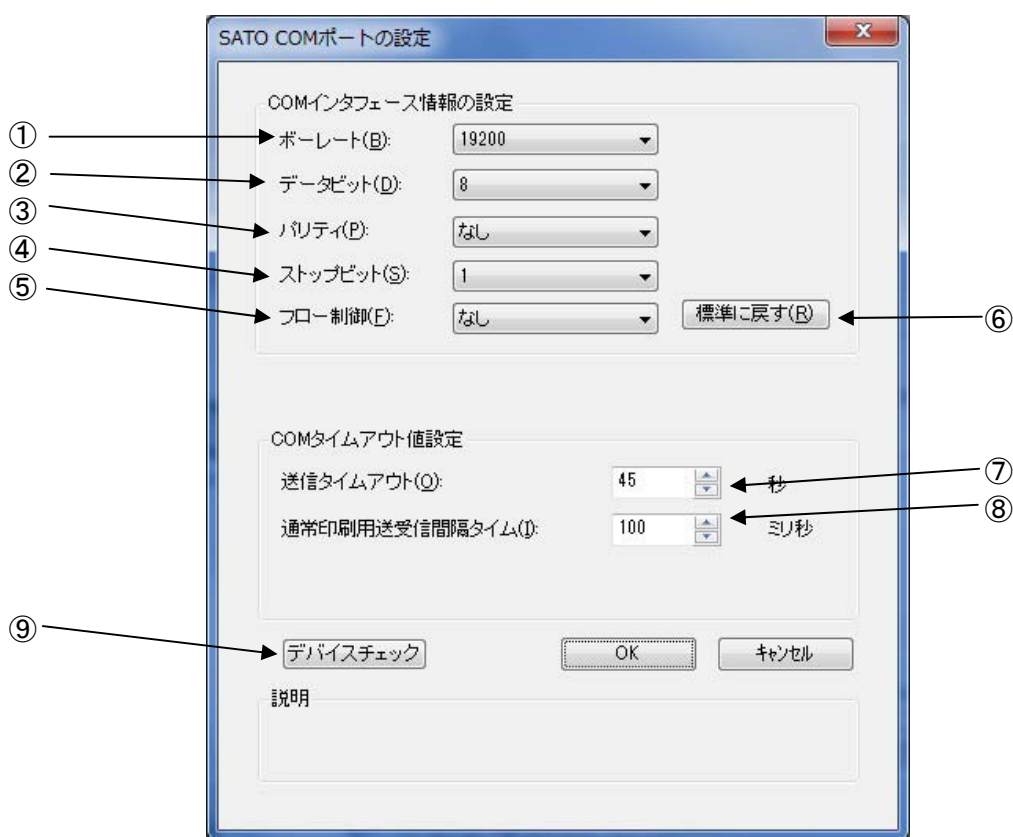 SATO COMポートの設定
COMインタフェース情報の設定
① ボーレート(B): 19200
② データビット(D): 8
③ パリティ(P): なし
④ ストップビット(S): 1
⑤ フロー制御(F): なし 標準に戻す(R) ⑥
COMタイムアウト値設定
送信タイムアウト(O): 45 秒 ⑦
通常印刷用送受信間隔タイム(I): 100 ミリ秒 ⑧
⑨ デバイスチェック OK キャンセル
説明